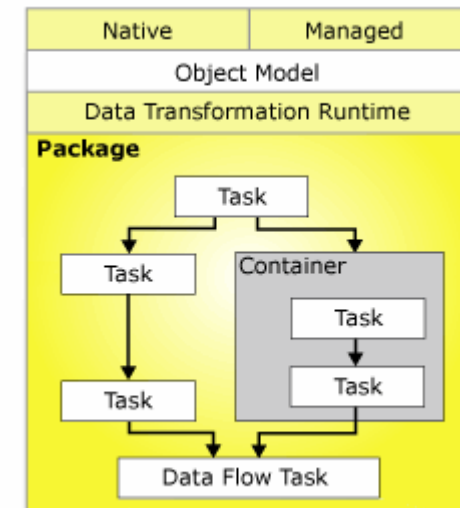 Native Managed
Object Model
Data Transformation Runtime
Package
Task
Task
Container
Task
Task
Task
Data Flow Task